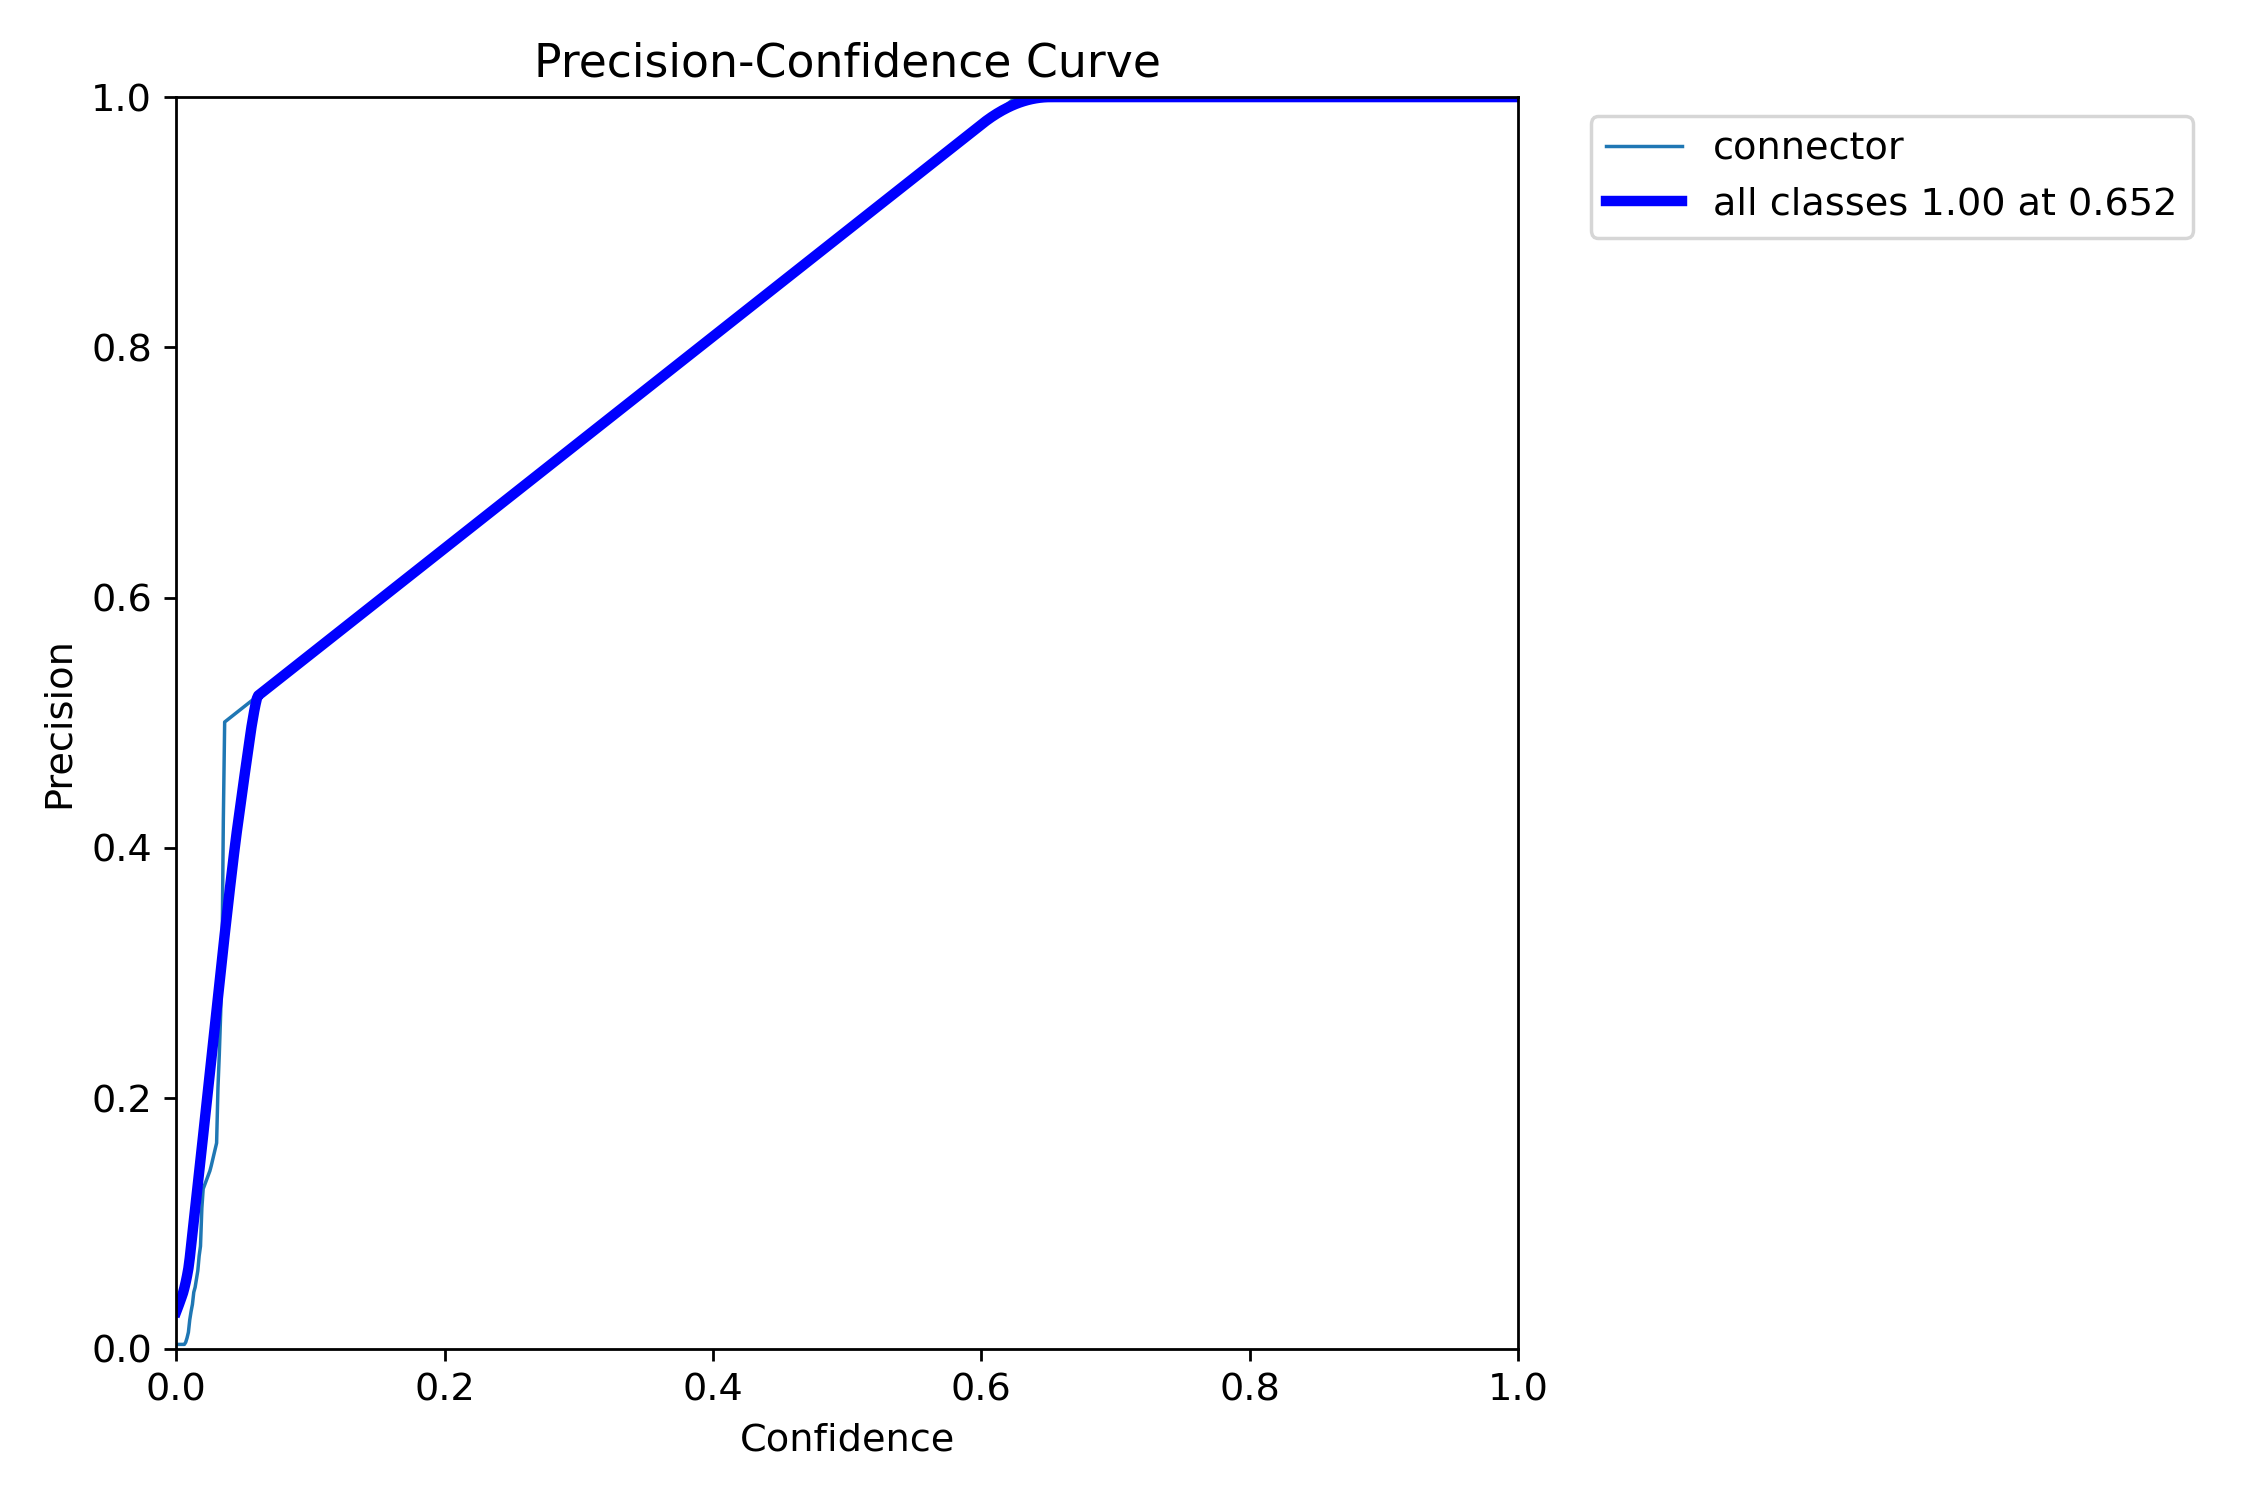 Precision-Confidence Curve
1.0
0.8
0.6
0.4
0.2
0.0
Precision
0.0 0.2 0.4 0.6 0.8 1.0
Confidence
connector
all classes 1.00 at 0.652